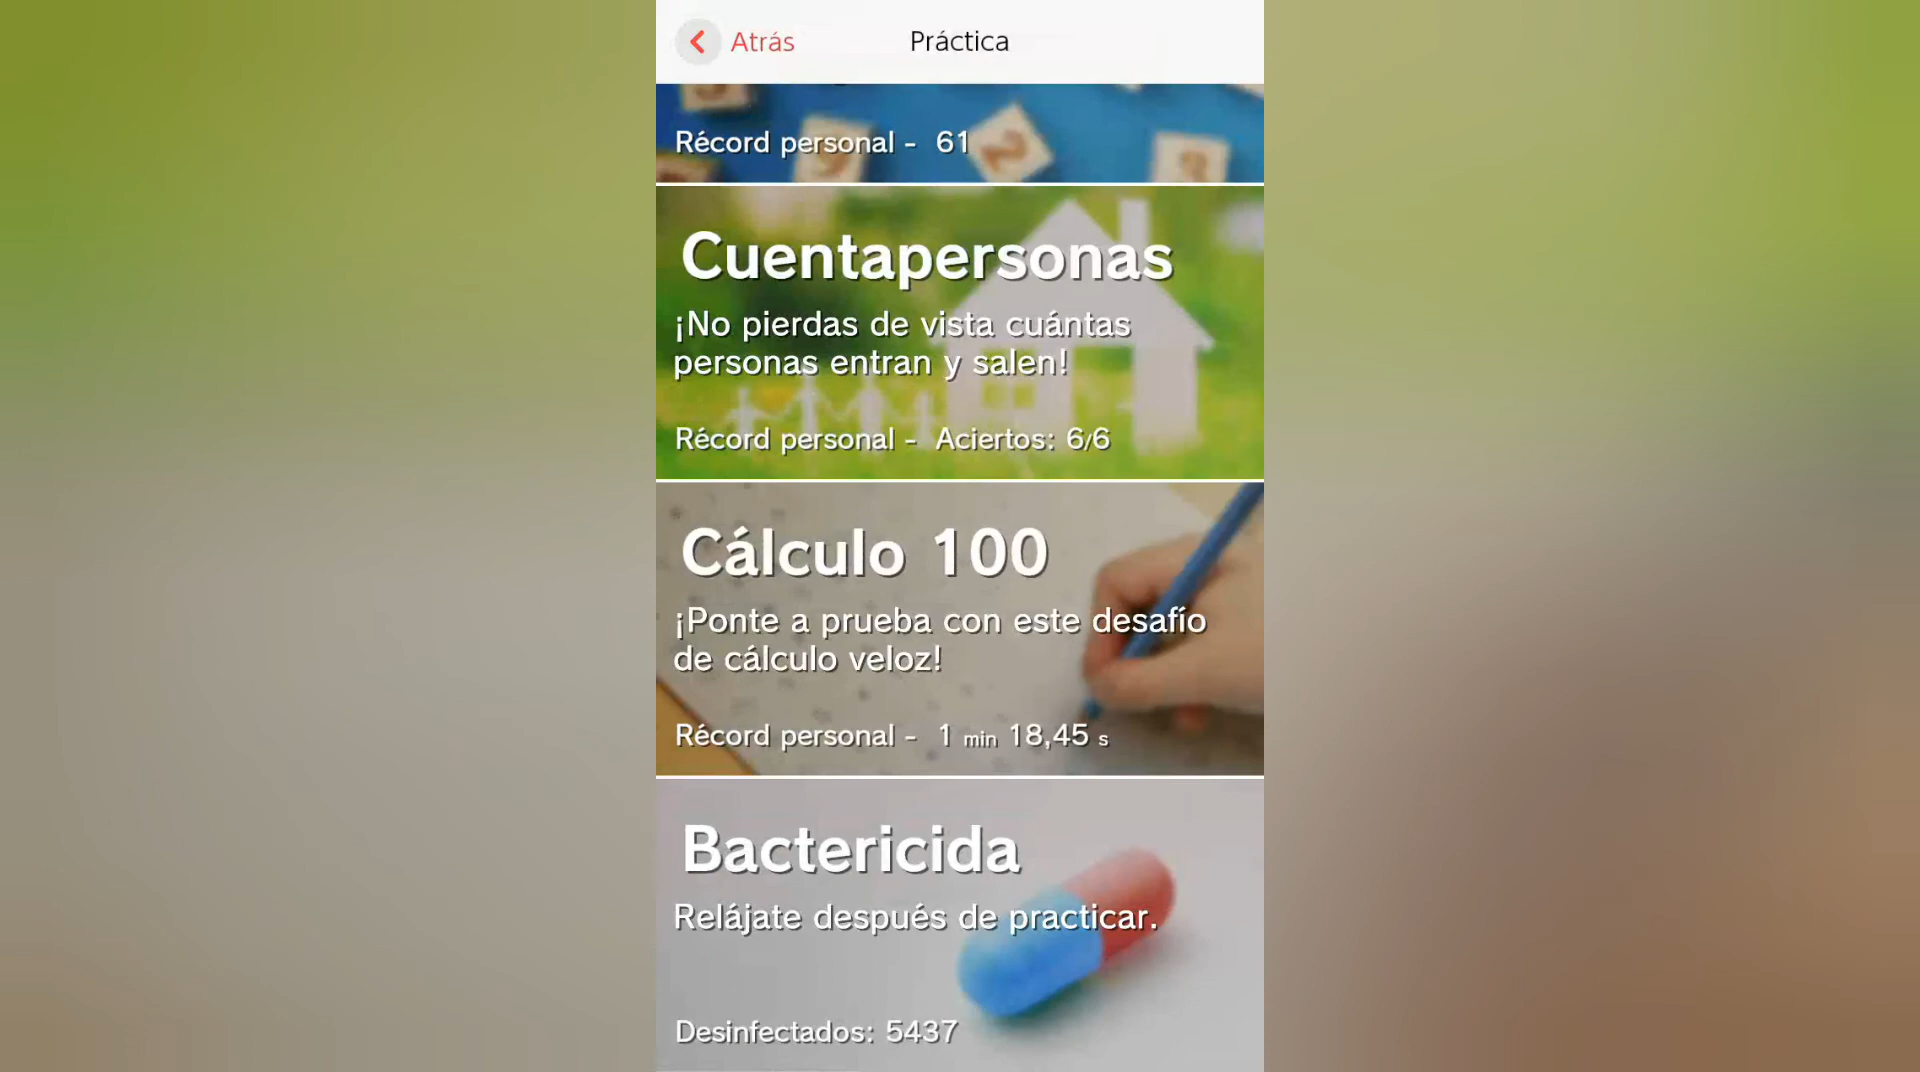 Atrás
Práctica
Récord personal - 61
Cuentapersonas
¡No pierdas de vista cuántas
personas entran y salen!
Récord personal - Aciertos: 6/6
Cálculo 100
¡Ponte a prueba con este desafío
de cálculo veloz!
Récord personal - 1 min 18,45 s
Bactericida
Relájate después de practicar.
Desinfectados: 5437